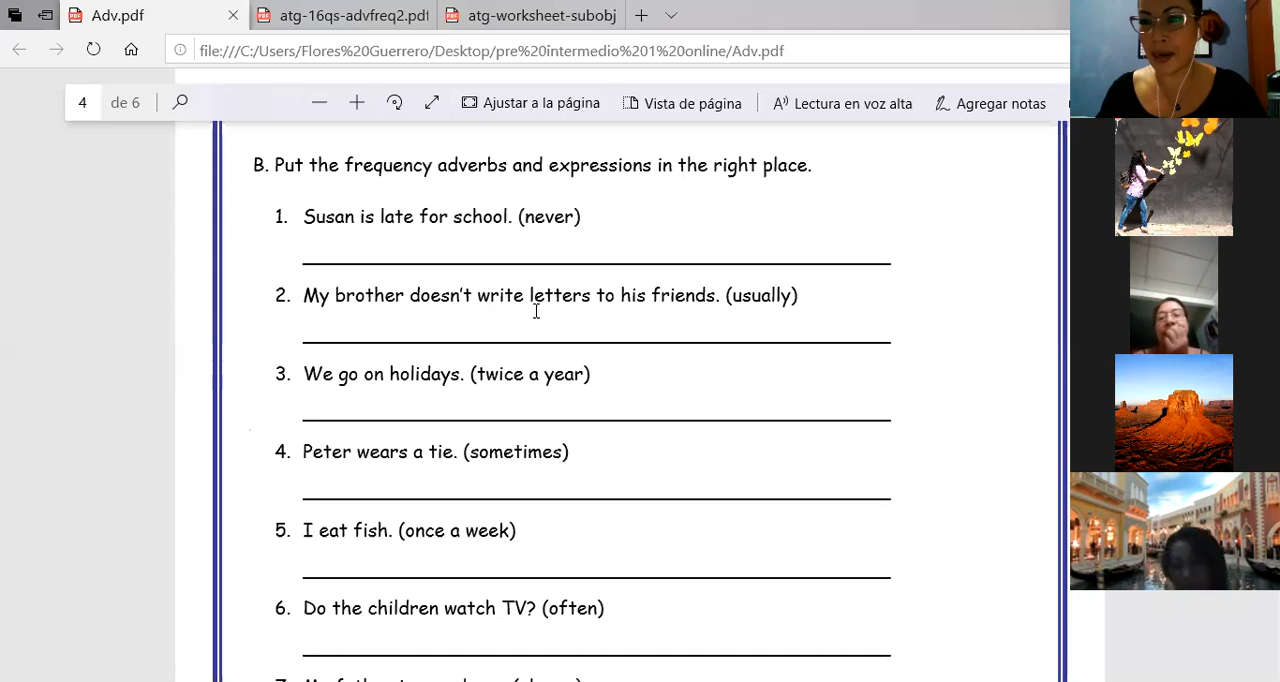 Adv.pdf
atg-16qs-advfreq2.pdf
atg-worksheet-subobj
file:///C:/Users/Flores%20Guerrero/Desktop/pre%20intermedio%201%20online/Adv.pdf
4 de 6
Ajustar a la página
Vista de página
Lectura en voz alta
Agregar notas
B. Put the frequency adverbs and expressions in the right place.
1. Susan is late for school. (never)
2. My brother doesn't write letters to his friends. (usually)
3. We go on holidays. (twice a year)
4. Peter wears a tie. (sometimes)
5. I eat fish. (once a week)
6. Do the children watch TV? (often)